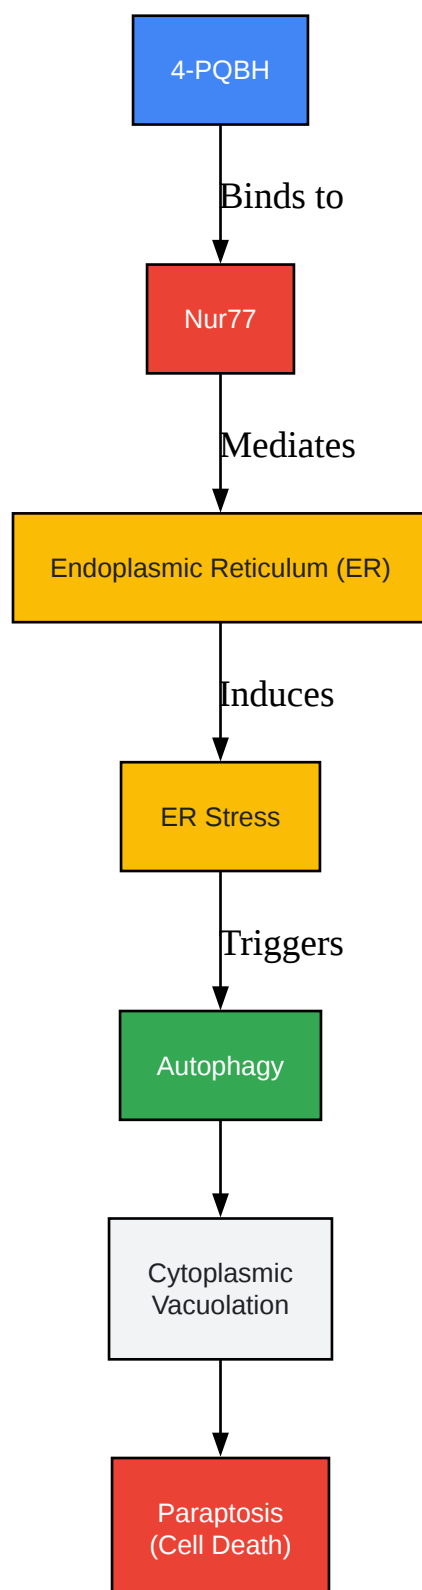 4-PQBH
Binds to
Nur77
Mediates
Endoplasmic Reticulum (ER)
Induces
ER Stress
Triggers
Autophagy
Cytoplasmic
Vacuolation
Paraptosis
(Cell Death)